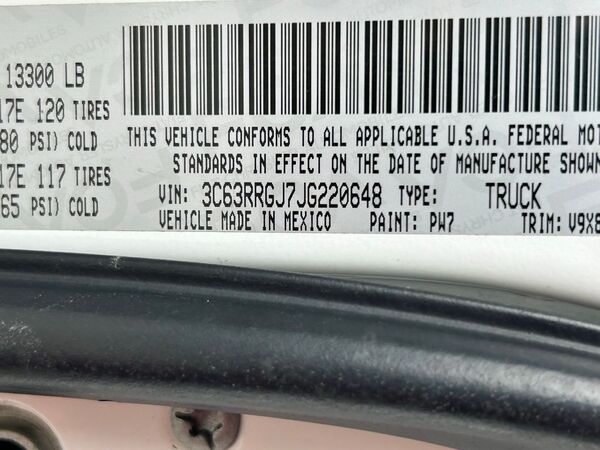 13300 LB
17E 120 TIRES
80 PSI) COLD
17E 117 TIRES
65 PSI) COLD
THIS VEHICLE CONFORMS TO ALL APPLICABLE U.S.A. FEDERAL MOT
STANDARDS IN EFFECT ON THE DATE OF MANUFACTURE SHOWN
VIN: 3C63RRGJ7JG220648 TYPE: TRUCK
VEHICLE MADE IN MEXICO PAINT: PW7 TRIM: V9X8